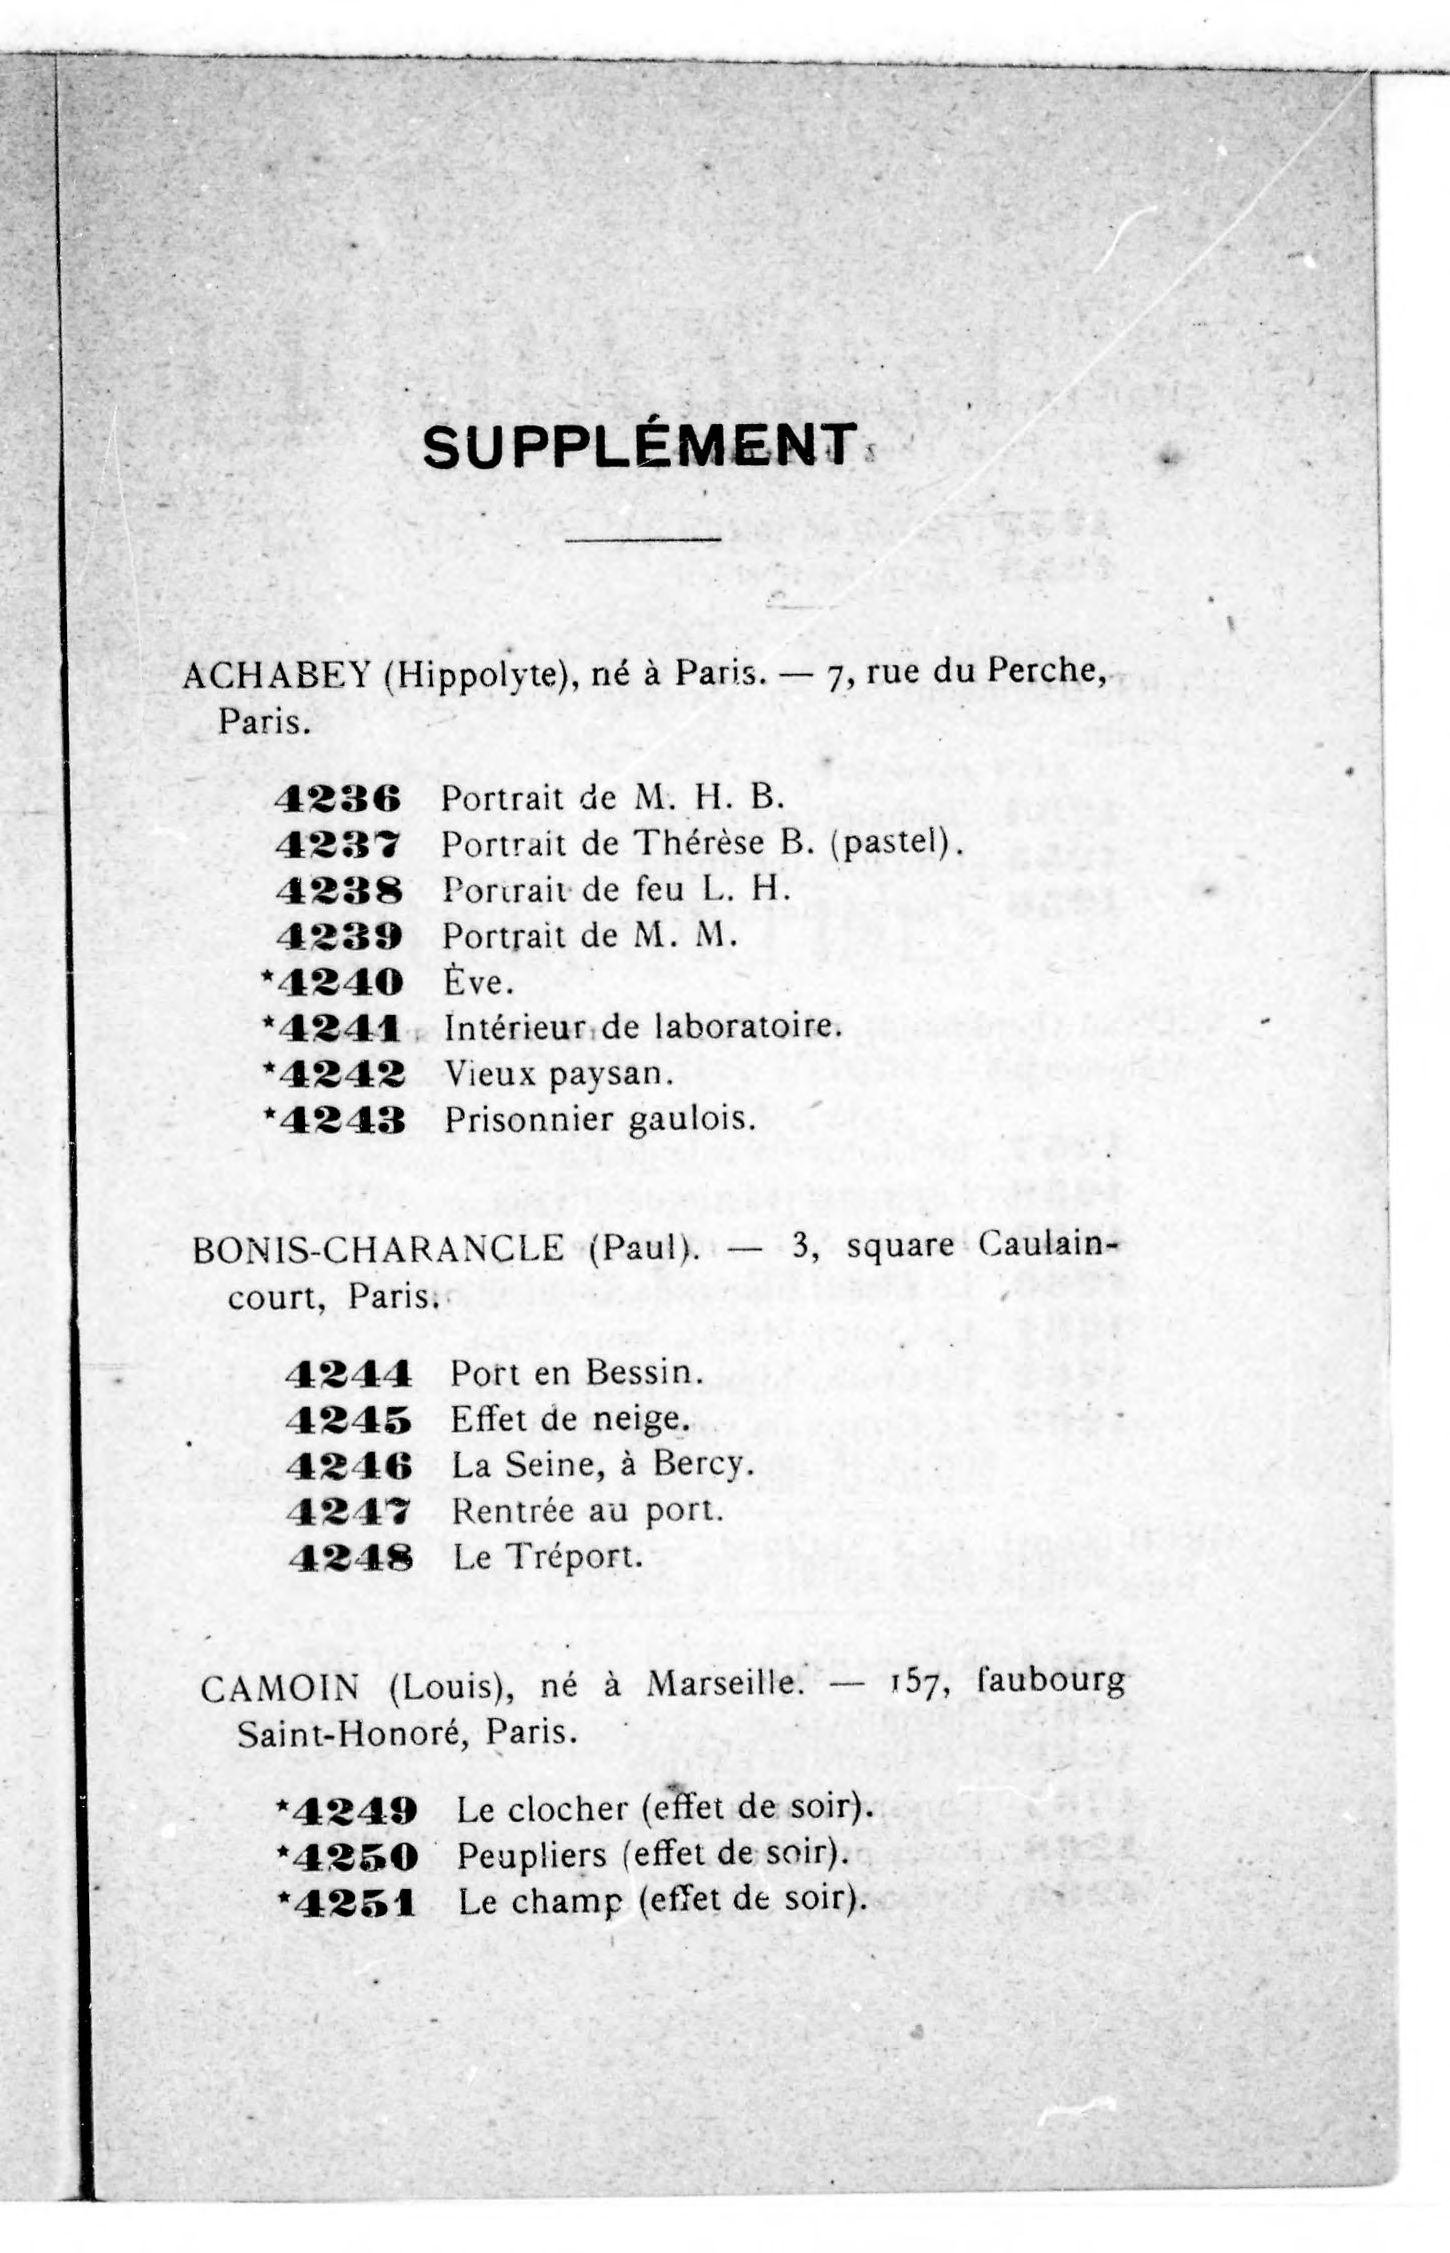 SUPPLÉMENT
ACHABEY (Hippolyte), né à Paris. — 7, rue du Perche,
Paris.
4236 Portrait de M. H. B.
4237 Portrait de Thérèse B. (pastel).
4238 Portrait de feu L. H.
4239 Portrait de M. M.
*4240 Ève.
*4241 Intérieur de laboratoire.
*4242 Vieux paysan.
*4243 Prisonnier gaulois.
BONIS-CHARANCLE (Paul). — 3, square Caulain-
court, Paris.
4244 Port en Bessin.
4245 Effet de neige.
4246 La Seine, à Bercy.
4247 Rentrée au port.
4248 Le Tréport.
CAMOIN (Louis), né à Marseille. — 157, faubourg
Saint-Honoré, Paris.
*4249 Le clocher (effet de soir).
*4250 Peupliers (effet de soir).
*4251 Le champ (effet de soir).